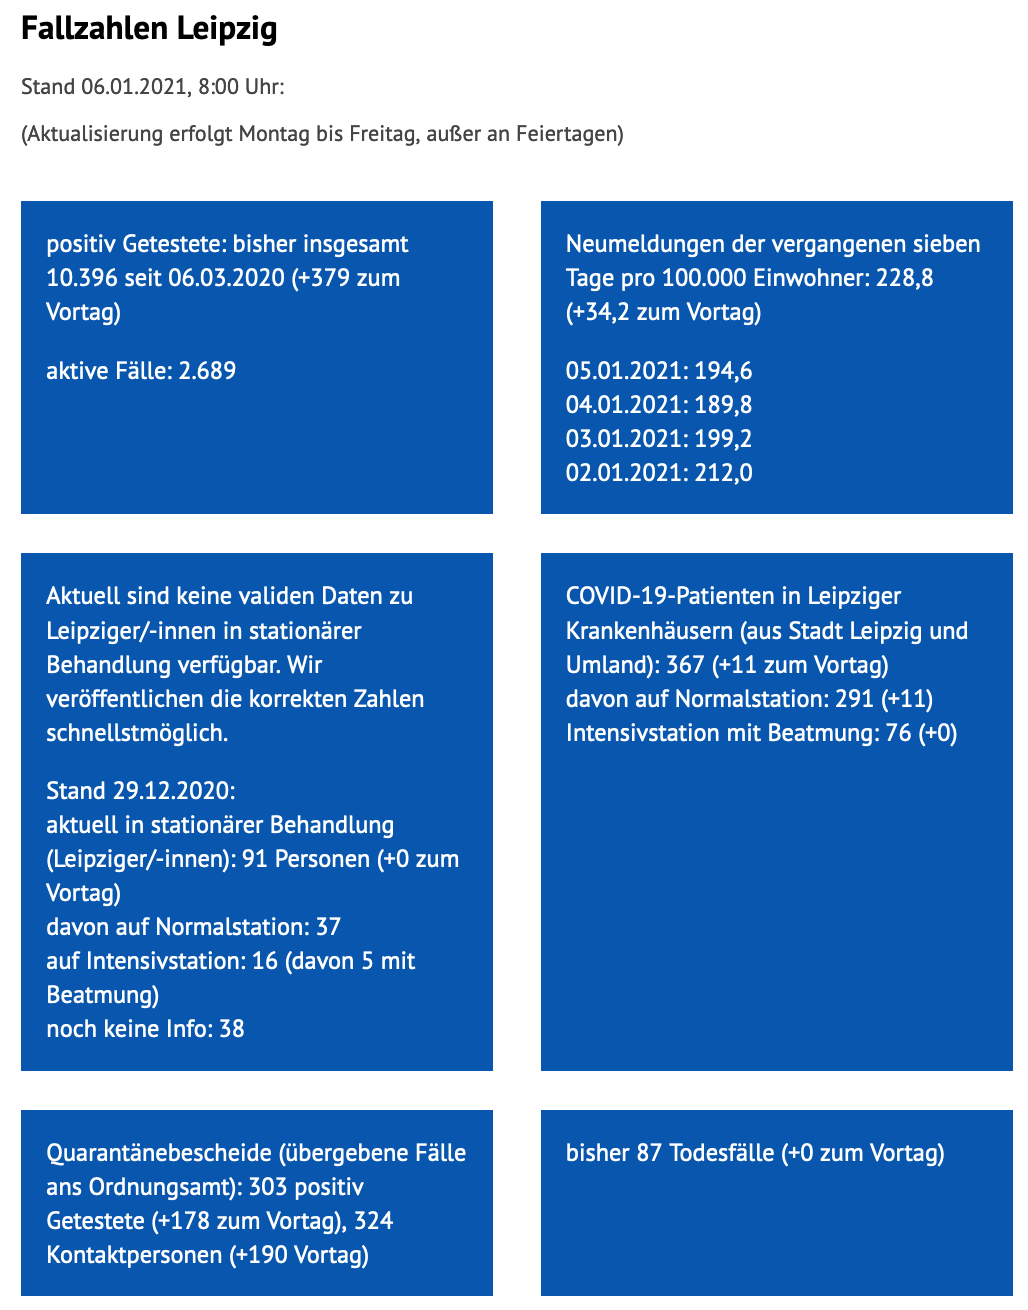 Fallzahlen Leipzig
Stand 06.01.2021, 8:00 Uhr:
(Aktualisierung erfolgt Montag bis Freitag, außer an Feiertagen)
positiv Getestete: bisher insgesamt
10.396 seit 06.03.2020 (+379 zum
Vortag)
aktive Fälle: 2.689
Neumeldungen der vergangenen sieben
Tage pro 100.000 Einwohner: 228,8
(+34,2 zum Vortag)
05.01.2021: 194,6
04.01.2021: 189,8
03.01.2021: 199,2
02.01.2021: 212,0
Aktuell sind keine validen Daten zu
Leipziger/-innen in stationärer
Behandlung verfügbar. Wir
veröffentlichen die korrekten Zahlen
schnellstmöglich.
Stand 29.12.2020:
aktuell in stationärer Behandlung
(Leipziger/-innen): 91 Personen (+0 zum
Vortag)
davon auf Normalstation: 37
auf Intensivstation: 16 (davon 5 mit
Beatmung)
noch keine Info: 38
COVID-19-Patienten in Leipziger
Krankenhäusern (aus Stadt Leipzig und
Umland): 367 (+11 zum Vortag)
davon auf Normalstation: 291 (+11)
Intensivstation mit Beatmung: 76 (+0)
Quarantänebescheide (übergebene Fälle
ans Ordnungsamt): 303 positiv
Getestete (+178 zum Vortag), 324
Kontaktpersonen (+190 Vortag)
bisher 87 Todesfälle (+0 zum Vortag)